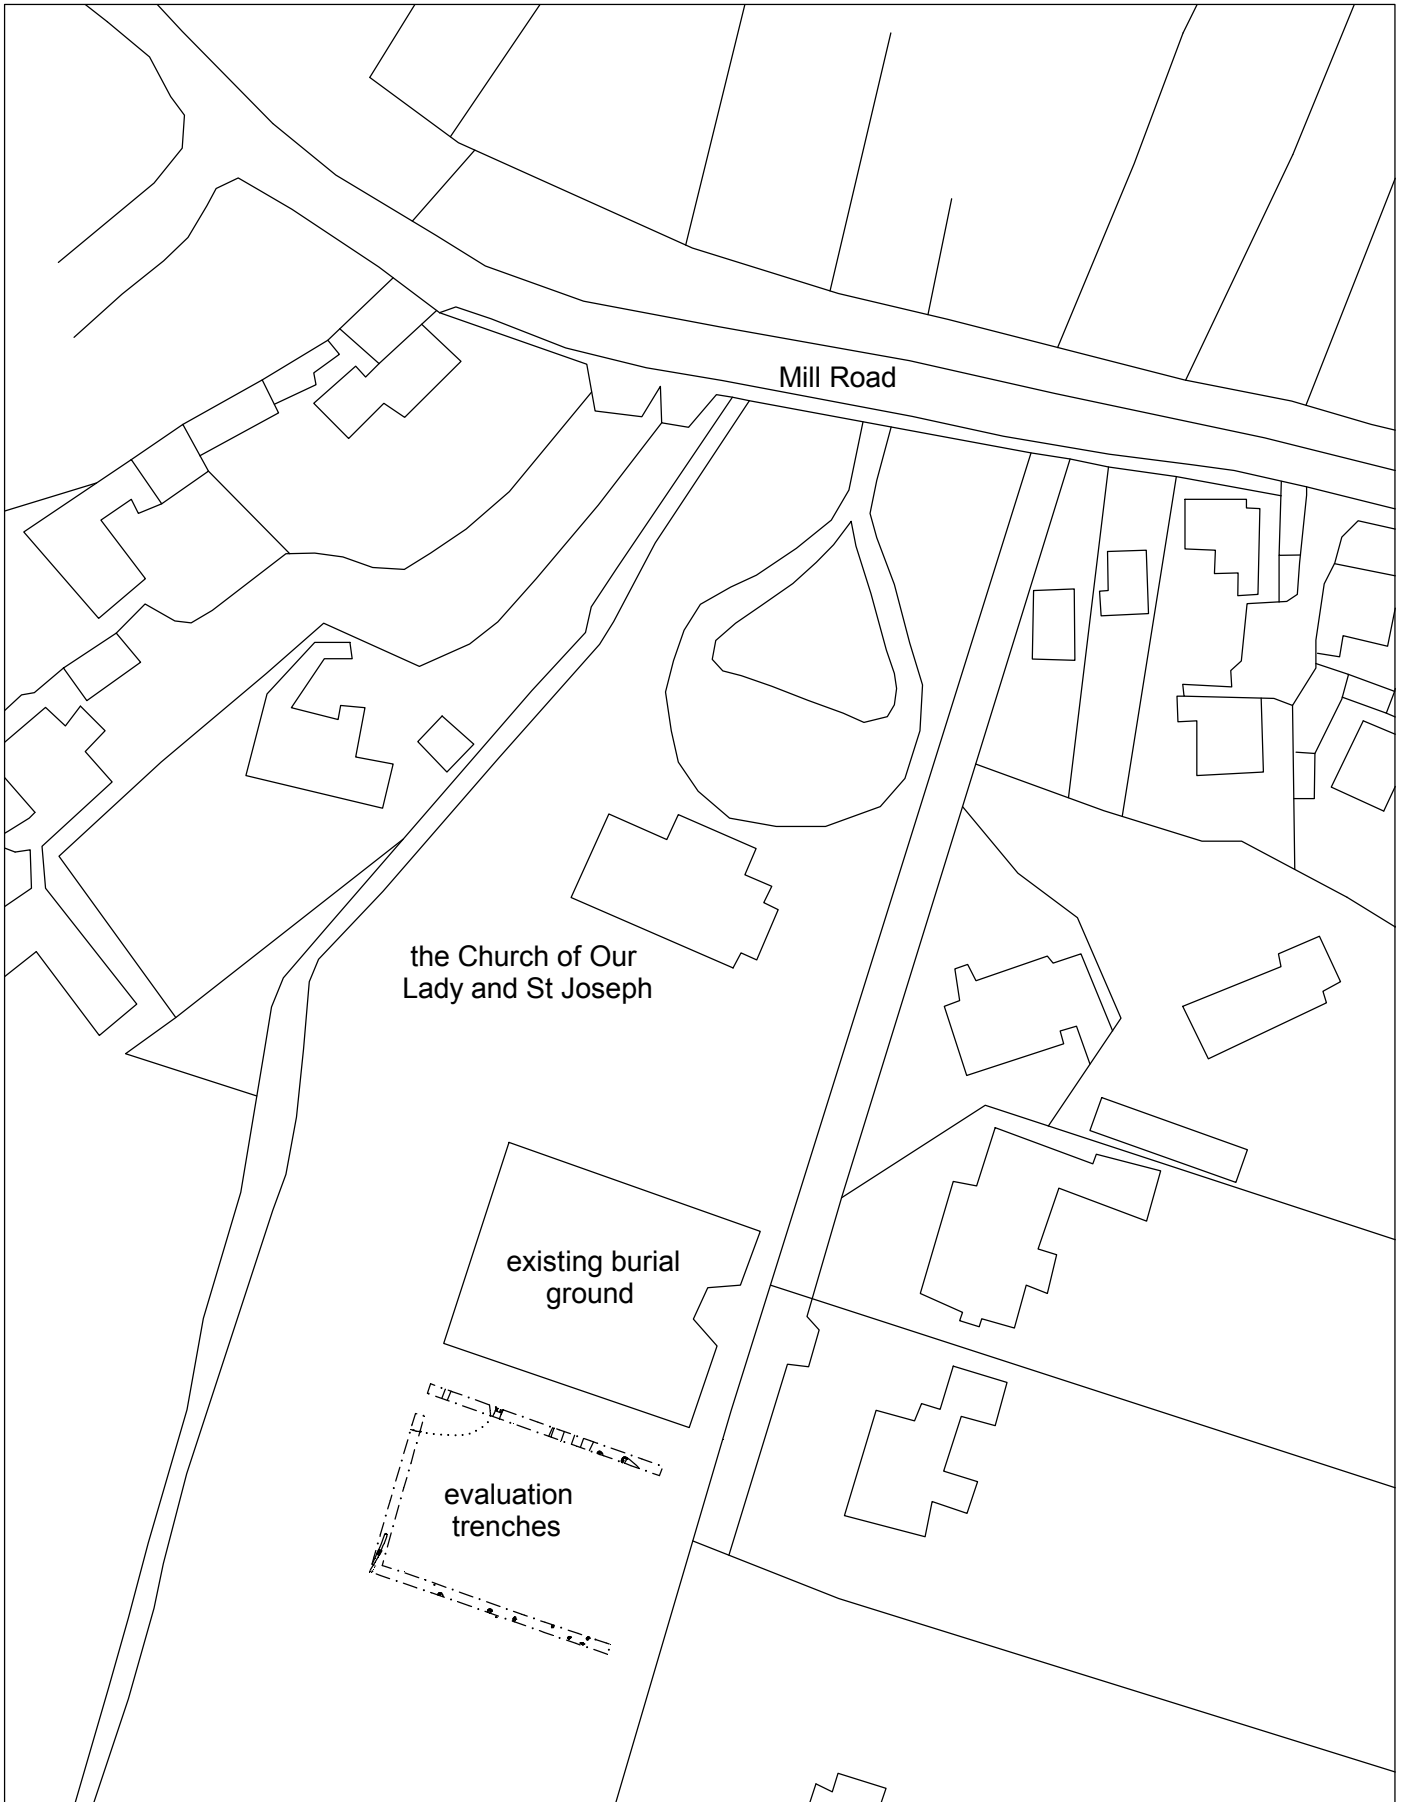 Mill Road
the Church of Our
Lady and St Joseph
existing burial
ground
evaluation
trenches